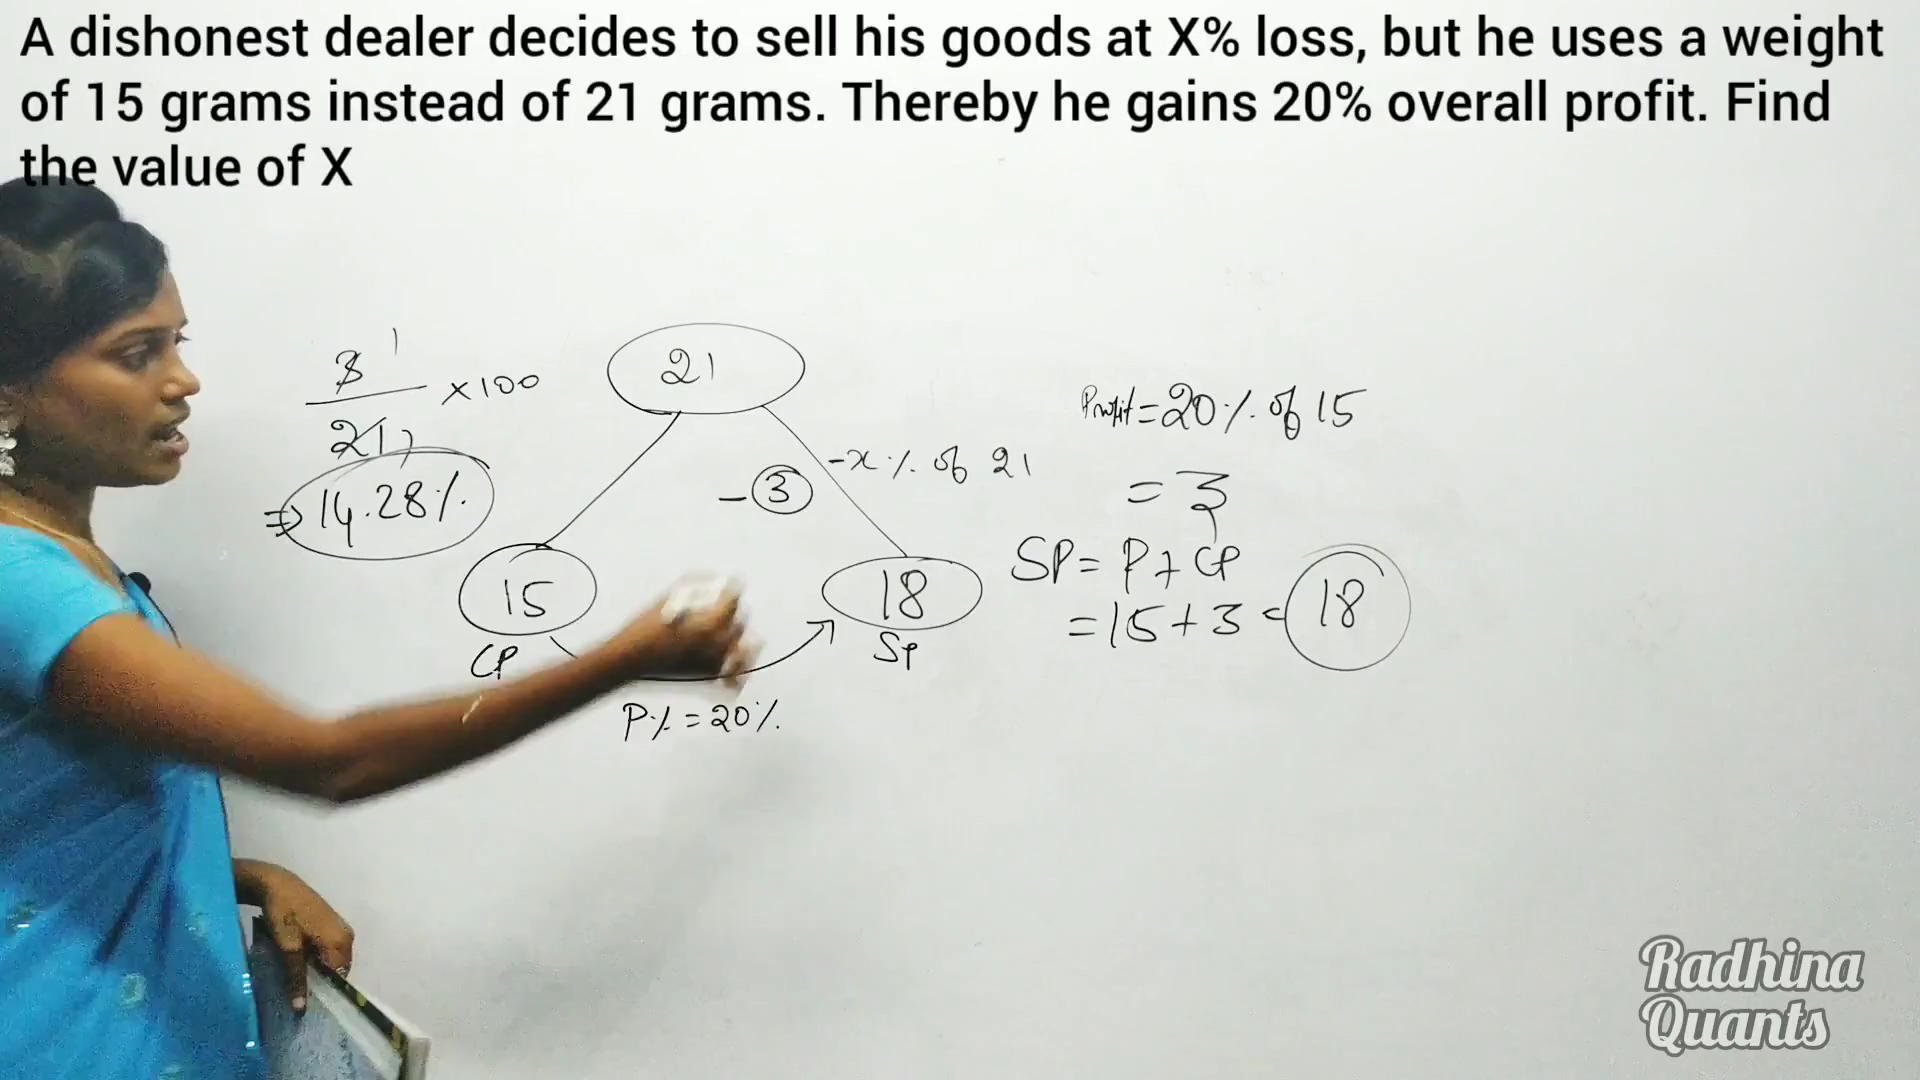 A dishonest dealer decides to sell his goods at X% loss, but he uses a weight
of 15 grams instead of 21 grams. Thereby he gains 20% overall profit. Find
the value of X
3 1
21 7 ×100
⇒ 14.28%
21
-x% of 21
- 3
15
CP
18
SP
P% = 20%
Profit = 20% of 15
= 3
SP = P + CP
= 15 + 3 = 18
Radhina
Quants